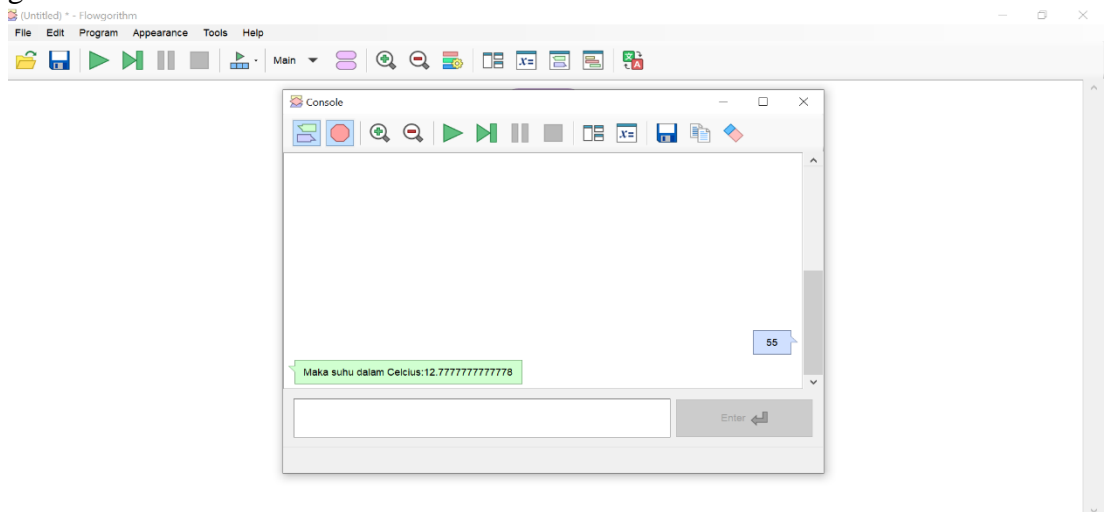 (Untitled) * - Flowgorithm
File Edit Program Appearance Tools Help
Main
x=
Console
x=
55
Maka suhu dalam Celcius:12.7777777777778
Enter